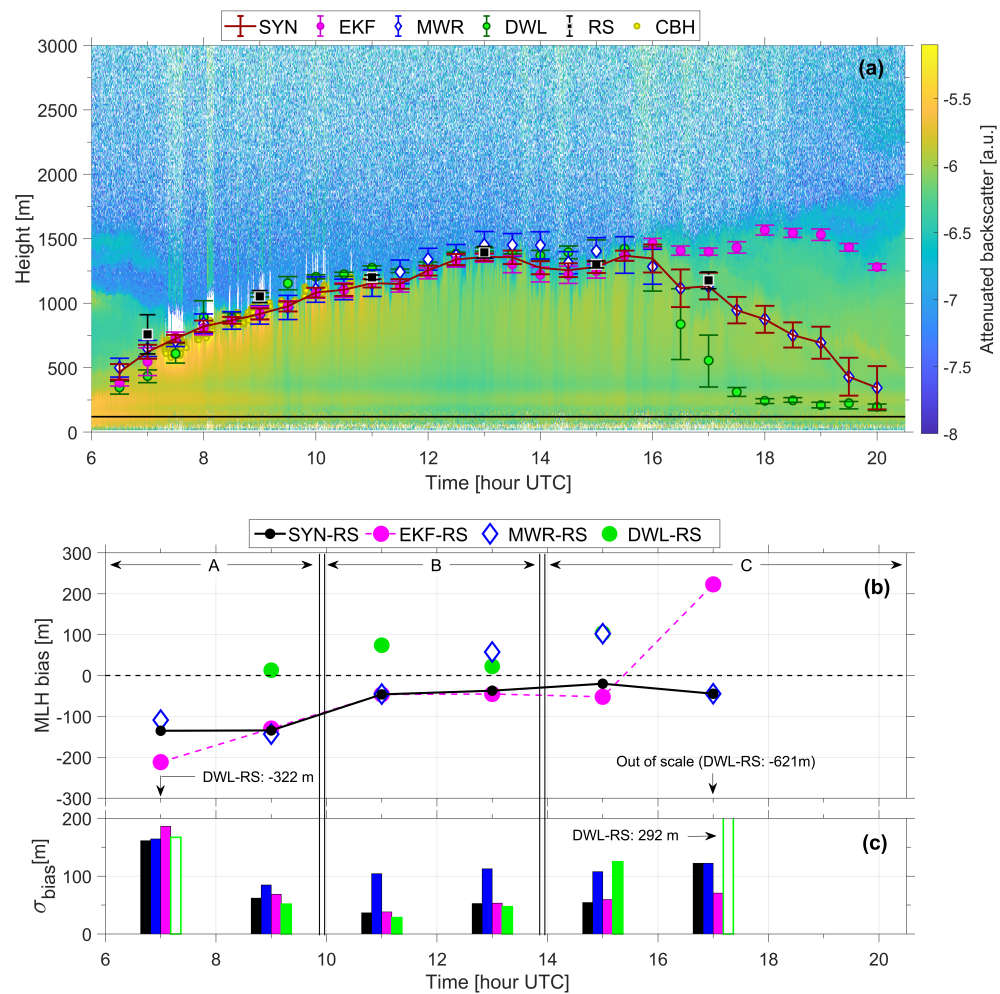 SYN EKF MWR DWL RS CBH
(a)
Height [m]
3000
2500
2000
1500
1000
500
0
6 8 10 12 14 16 18 20
Time [hour UTC]
-5.5
-6
-6.5
-7
-7.5
-8
Attenuated backscatter [a.u.]
SYN-RS EKF-RS MWR-RS DWL-RS
A B C
(b)
MLH bias [m]
300
200
100
0
-100
-200
-300
DWL-RS: -322 m
Out of scale (DWL-RS: -621m)
200
100
0
σbias[m]
DWL-RS: 292 m
(c)
6 8 10 12 14 16 18 20
Time [hour UTC]